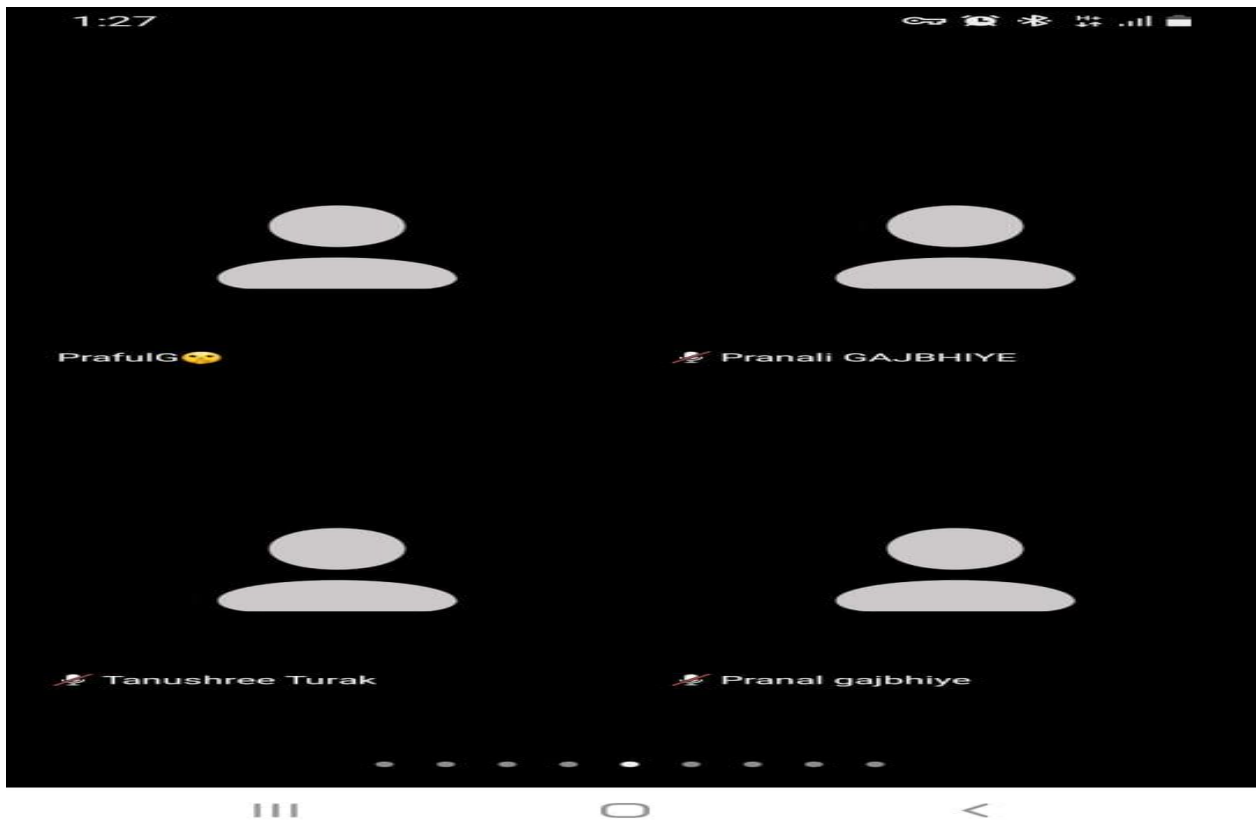 1:27
H+
PrafulG🤫
Pranali GAJBHIYE
Tanushree Turak
Pranal gajbhiye